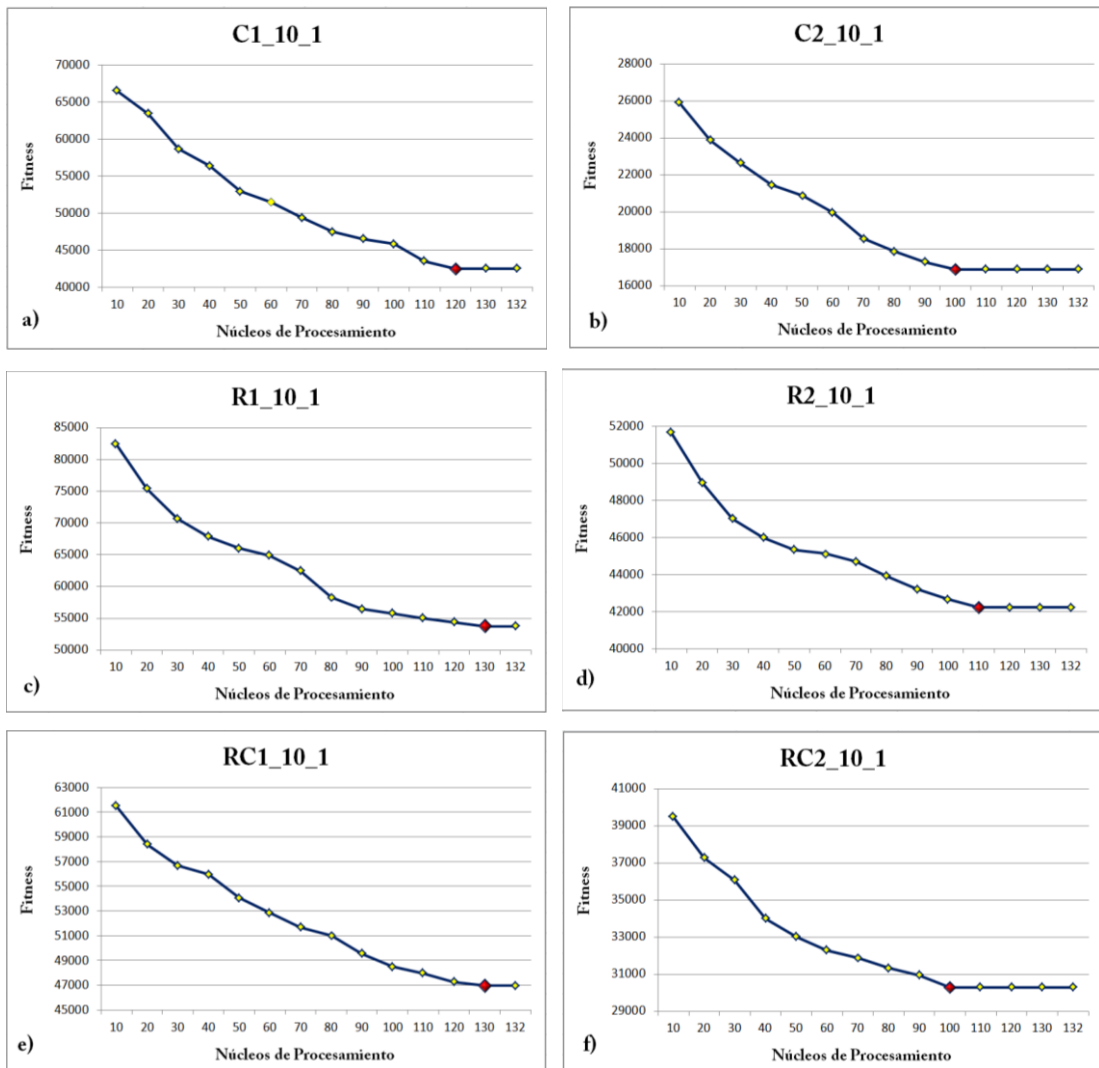 C1_10_1
Fitness
70000
65000
60000
55000
50000
45000
40000
10 20 30 40 50 60 70 80 90 100 110 120 130 132
Núcleos de Procesamiento
a)
C2_10_1
Fitness
28000
26000
24000
22000
20000
18000
16000
10 20 30 40 50 60 70 80 90 100 110 120 130 132
Núcleos de Procesamiento
b)
R1_10_1
Fitness
85000
80000
75000
70000
65000
60000
55000
50000
10 20 30 40 50 60 70 80 90 100 110 120 130 132
Núcleos de Procesamiento
c)
R2_10_1
Fitness
52000
50000
48000
46000
44000
42000
40000
10 20 30 40 50 60 70 80 90 100 110 120 130 132
Núcleos de Procesamiento
d)
RC1_10_1
Fitness
63000
61000
59000
57000
55000
53000
51000
49000
47000
45000
10 20 30 40 50 60 70 80 90 100 110 120 130 132
Núcleos de Procesamiento
e)
RC2_10_1
Fitness
41000
39000
37000
35000
33000
31000
29000
10 20 30 40 50 60 70 80 90 100 110 120 130 132
Núcleos de Procesamiento
f)